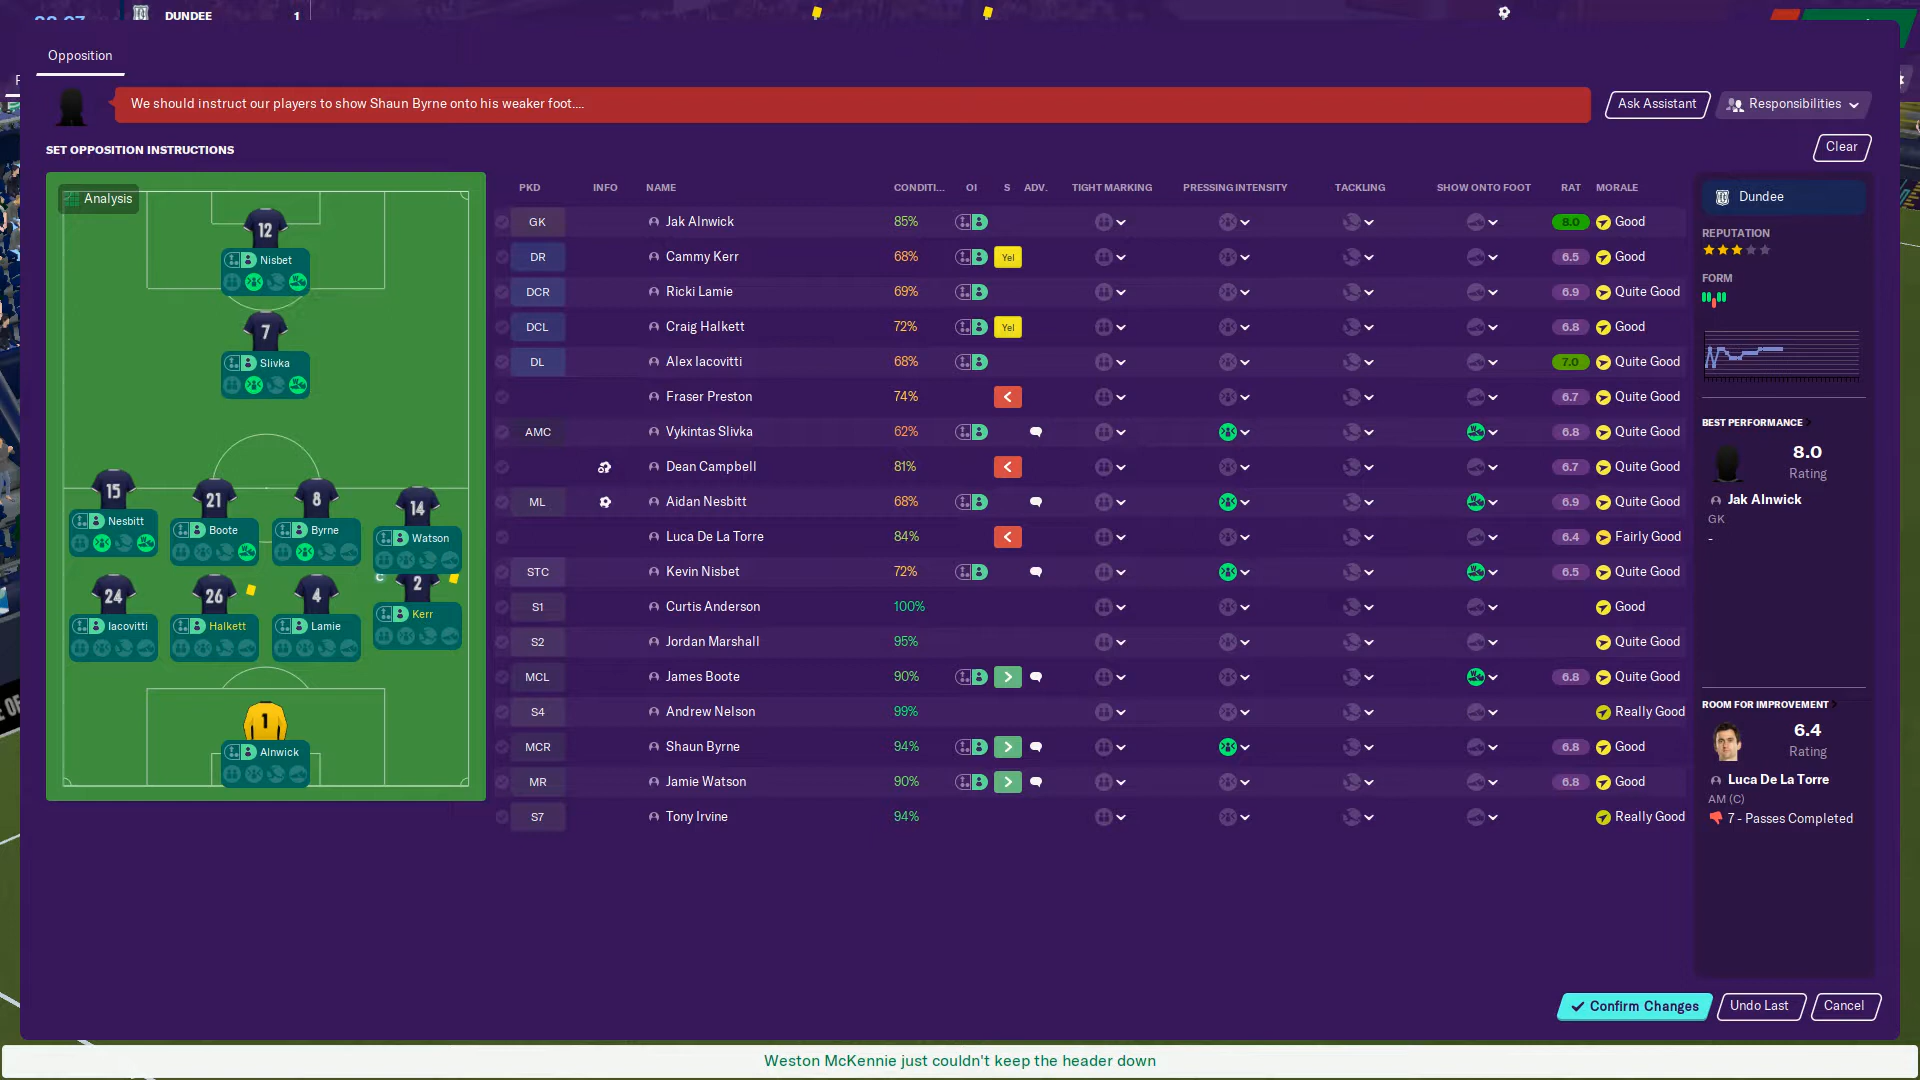 DUNDEE 1
Opposition
We should instruct our players to show Shaun Byrne onto his weaker foot....
Ask Assistant
Responsibilities
SET OPPOSITION INSTRUCTIONS
Clear
Analysis
12
Nisbet
7
Slivka
15
Nesbitt
21
Boote
8
Byrne
14
Watson
24
Iacovitti
26
Halkett
4
Lamie
C
2
Kerr
1
Alnwick
PKD INFO NAME CONDITI... OI S ADV. TIGHT MARKING PRESSING INTENSITY TACKLING SHOW ONTO FOOT RAT MORALE
GK Jak Alnwick 85% 8.0 Good
DR Cammy Kerr 68% Yel 6.5 Good
DCR Ricki Lamie 69% 6.9 Quite Good
DCL Craig Halkett 72% Yel 6.8 Good
DL Alex Iacovitti 68% 7.0 Quite Good
Fraser Preston 74% 6.7 Quite Good
AMC Vykintas Slivka 62% 6.8 Quite Good
Dean Campbell 81% 6.7 Quite Good
ML Aidan Nesbitt 68% 6.9 Quite Good
Luca De La Torre 84% 6.4 Fairly Good
STC Kevin Nisbet 72% 6.5 Quite Good
S1 Curtis Anderson 100% Good
S2 Jordan Marshall 95% Quite Good
MCL James Boote 90% 6.8 Quite Good
S4 Andrew Nelson 99% Really Good
MCR Shaun Byrne 94% 6.8 Good
MR Jamie Watson 90% 6.8 Good
S7 Tony Irvine 94% Really Good
Dundee
REPUTATION
FORM
BEST PERFORMANCE
8.0
Rating
Jak Alnwick
GK
-
ROOM FOR IMPROVEMENT
6.4
Rating
Luca De La Torre
AM (C)
7 - Passes Completed
Confirm Changes
Undo Last
Cancel
Weston McKennie just couldn't keep the header down